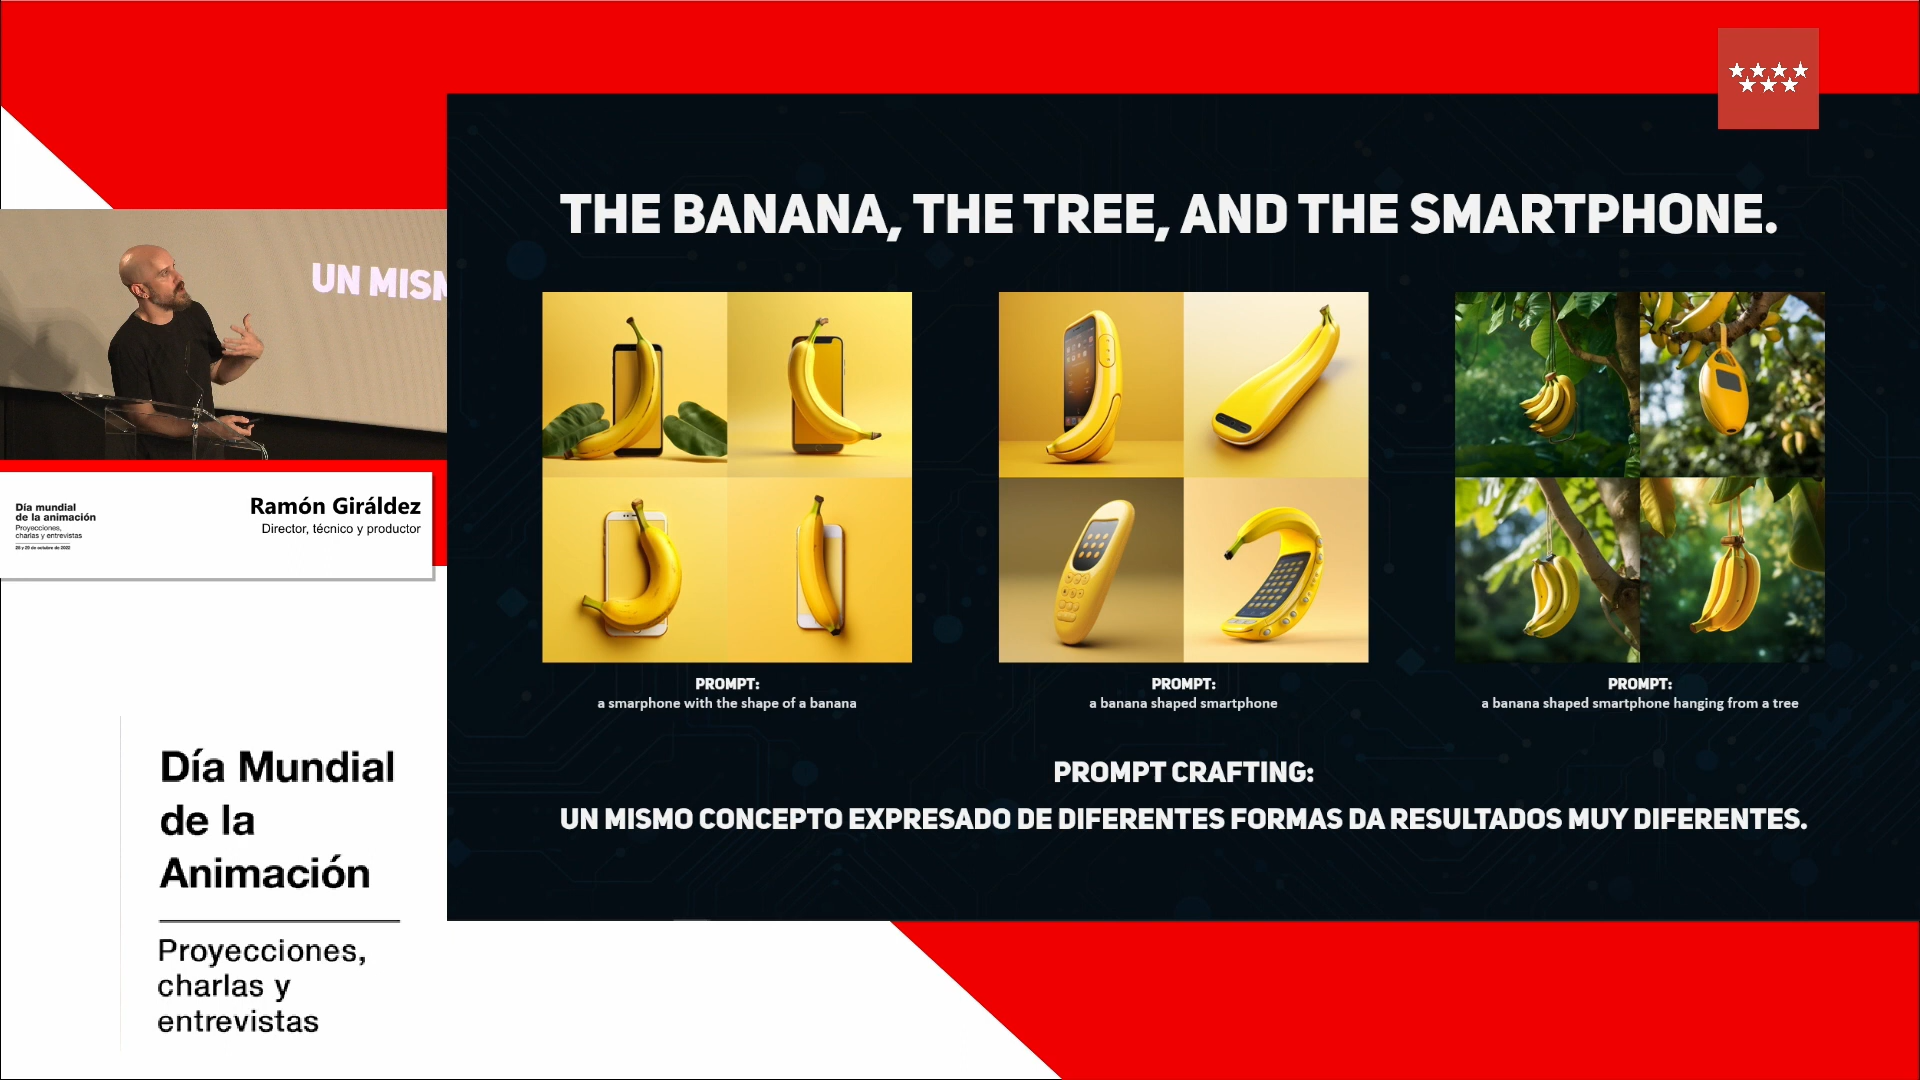 THE BANANA, THE TREE, AND THE SMARTPHONE.
UN MISM
PROMPT:
a smarphone with the shape of a banana
PROMPT:
a banana shaped smartphone
PROMPT:
a banana shaped smartphone hanging from a tree
PROMPT CRAFTING:
UN MISMO CONCEPTO EXPRESADO DE DIFERENTES FORMAS DA RESULTADOS MUY DIFERENTES.
Día mundial
de la animación
Proyecciones,
charlas y entrevistas
Ramón Giráldez
Director, técnico y productor
Día Mundial
de la
Animación
Proyecciones,
charlas y
entrevistas